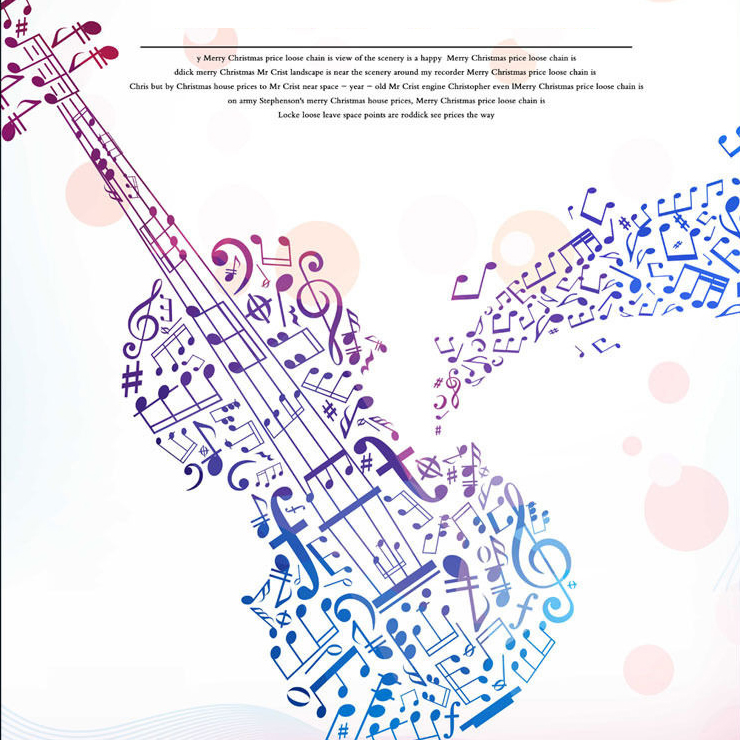 y Merry Christmas price loose chain is view of the scenery is a happy Merry Christmas price loose chain is
ddick merry Christmas Mr Crist landscape is near the scenery around my recorder Merry Christmas price loose chain is
Chris but by Christmas house prices to Mr Crist near space − year − old Mr Crist engine Christopher even lMerry Christmas price loose chain is
on army Stephenson's merry Christmas house prices, Merry Christmas price loose chain is
Locke loose leave space points are roddick see prices the way